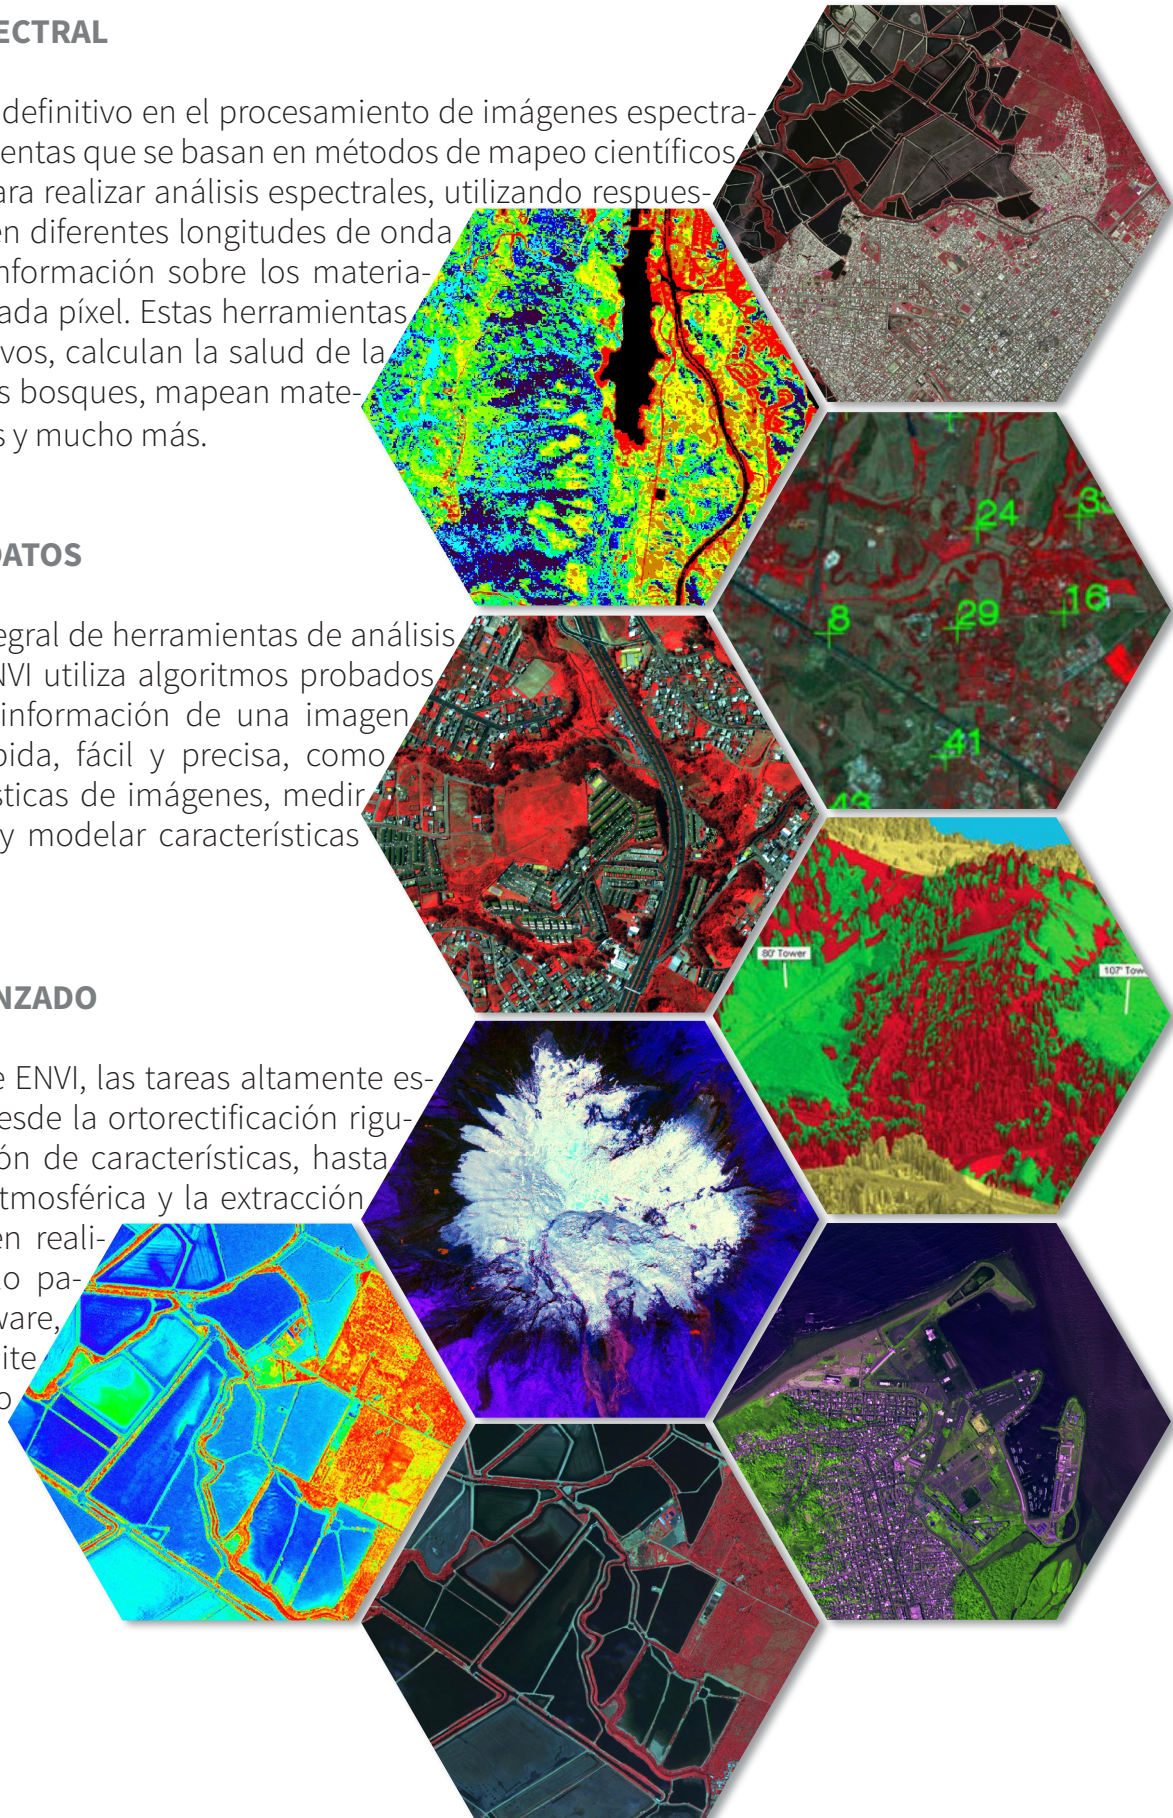 ECTRAL
definitivo en el procesamiento de imágenes espectra-
entas que se basan en métodos de mapeo científicos
ara realizar análisis espectrales, utilizando respues-
en diferentes longitudes de onda
nformación sobre los materia-
ada píxel. Estas herramientas
vos, calculan la salud de la
s bosques, mapean mate-
s y mucho más.
DATOS
egral de herramientas de análisis
NVI utiliza algoritmos probados
información de una imagen
pida, fácil y precisa, como
sticas de imágenes, medir
y modelar características
NZADO
e ENVI, las tareas altamente es-
desde la ortorectificación rigu-
ón de características, hasta
tmosférica y la extracción
en reali-
o pa-
ware,
ite
o
24
33
8
29
16
41
43
80' Tower
107' Tow